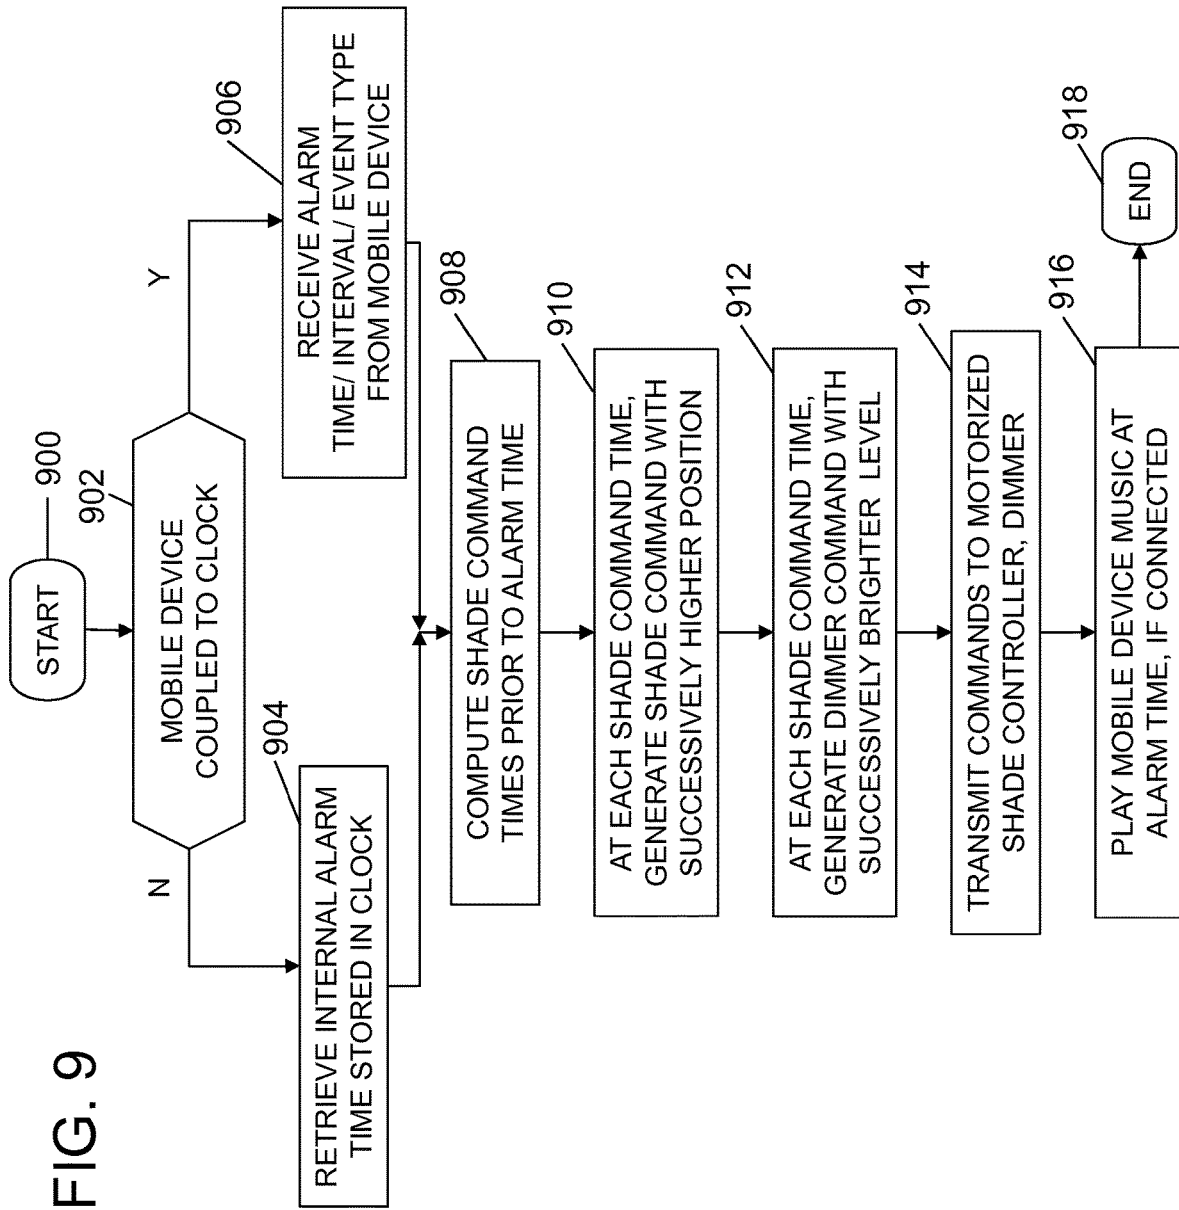 FIG. 9
START
900
902
MOBILE DEVICE
COUPLED TO CLOCK
N
Y
904
RETRIEVE INTERNAL ALARM
TIME STORED IN CLOCK
906
RECEIVE ALARM
TIME/ INTERVAL/ EVENT TYPE
FROM MOBILE DEVICE
908
COMPUTE SHADE COMMAND
TIMES PRIOR TO ALARM TIME
910
AT EACH SHADE COMMAND TIME,
GENERATE SHADE COMMAND WITH
SUCCESSIVELY HIGHER POSITION
912
AT EACH SHADE COMMAND TIME,
GENERATE DIMMER COMMAND WITH
SUCCESSIVELY BRIGHTER LEVEL
914
TRANSMIT COMMANDS TO MOTORIZED
SHADE CONTROLLER, DIMMER
916
PLAY MOBILE DEVICE MUSIC AT
ALARM TIME, IF CONNECTED
918
END